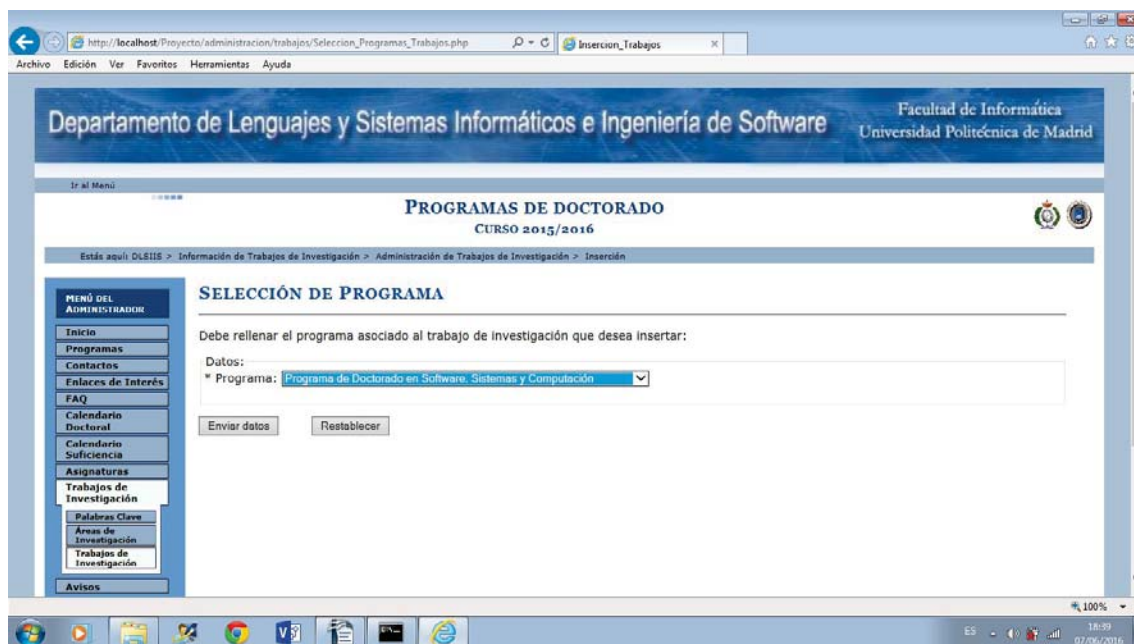 http://localhost/Proyecto/administracion/trabajos/Seleccion_Programas_Trabajos.php
Insercion_Trabajos
Archivo Edición Ver Favoritos Herramientas Ayuda
Departamento de Lenguajes y Sistemas Informáticos e Ingeniería de Software
Facultad de Informática
Universidad Politécnica de Madrid
Ir al Menú
PROGRAMAS DE DOCTORADO
CURSO 2015/2016
Estás aquí: DLSIIS > Información de Trabajos de Investigación > Administración de Trabajos de Investigación > Inserción
MENÚ DEL
ADMINISTRADOR
Inicio
Programas
Contactos
Enlaces de Interés
FAQ
Calendario
Doctoral
Calendario
Suficiencia
Asignaturas
Trabajos de
Investigación
Palabras Clave
Áreas de
Investigación
Trabajos de
Investigación
Avisos
SELECCIÓN DE PROGRAMA
Debe rellenar el programa asociado al trabajo de investigación que desea insertar:
Datos:
* Programa: Programa de Doctorado en Software, Sistemas y Computación
Enviar datos Restablecer
100%
ES
18:39
07/06/2016